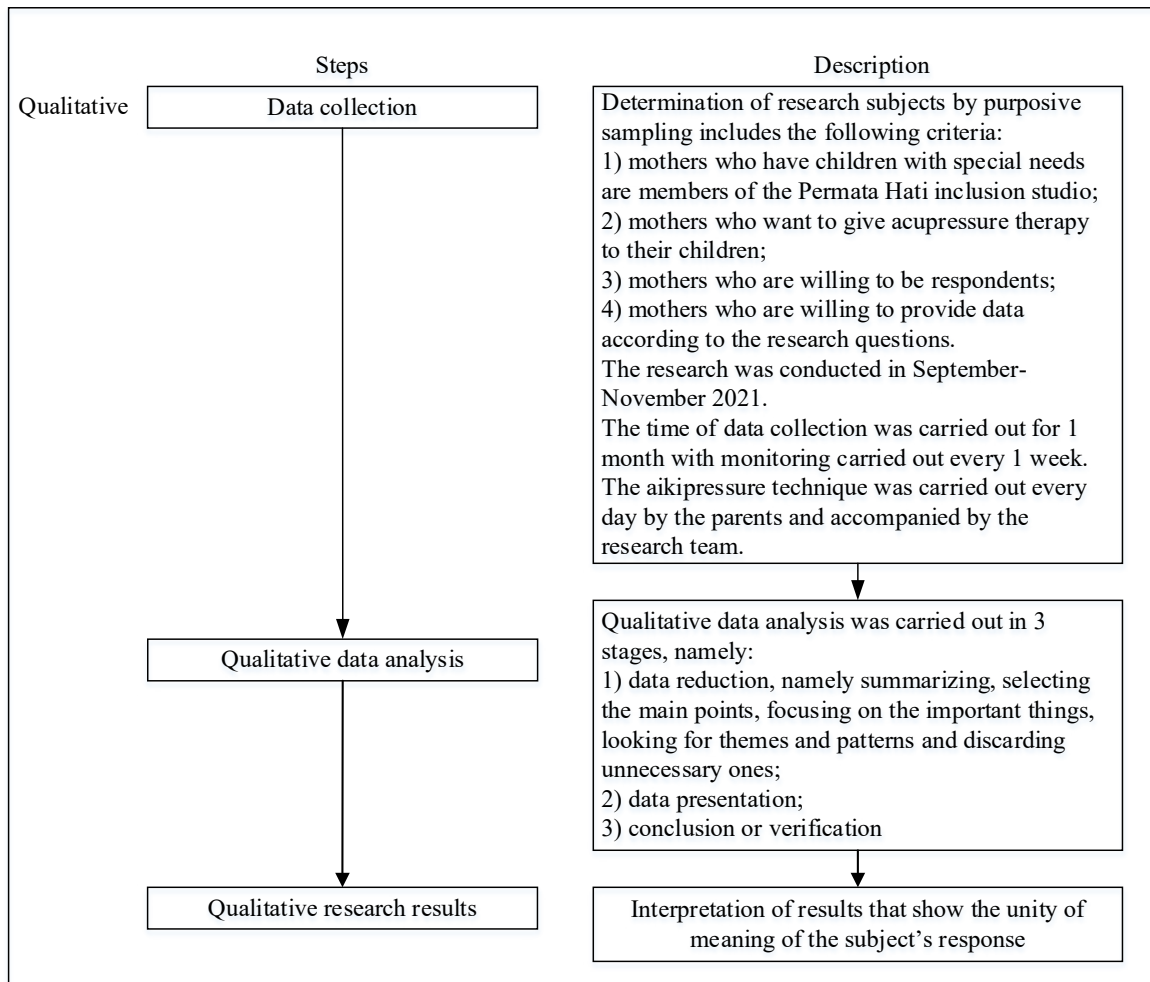 Steps
Description
Qualitative
Data collection
Determination of research subjects by purposive
sampling includes the following criteria:
1) mothers who have children with special needs
are members of the Permata Hati inclusion studio;
2) mothers who want to give acupressure therapy
to their children;
3) mothers who are willing to be respondents;
4) mothers who are willing to provide data
according to the research questions.
The research was conducted in September-
November 2021.
The time of data collection was carried out for 1
month with monitoring carried out every 1 week.
The aikipressure technique was carried out every
day by the parents and accompanied by the
research team.
Qualitative data analysis
Qualitative data analysis was carried out in 3
stages, namely:
1) data reduction, namely summarizing, selecting
the main points, focusing on the important things,
looking for themes and patterns and discarding
unnecessary ones;
2) data presentation;
3) conclusion or verification
Qualitative research results
Interpretation of results that show the unity of
meaning of the subject's response